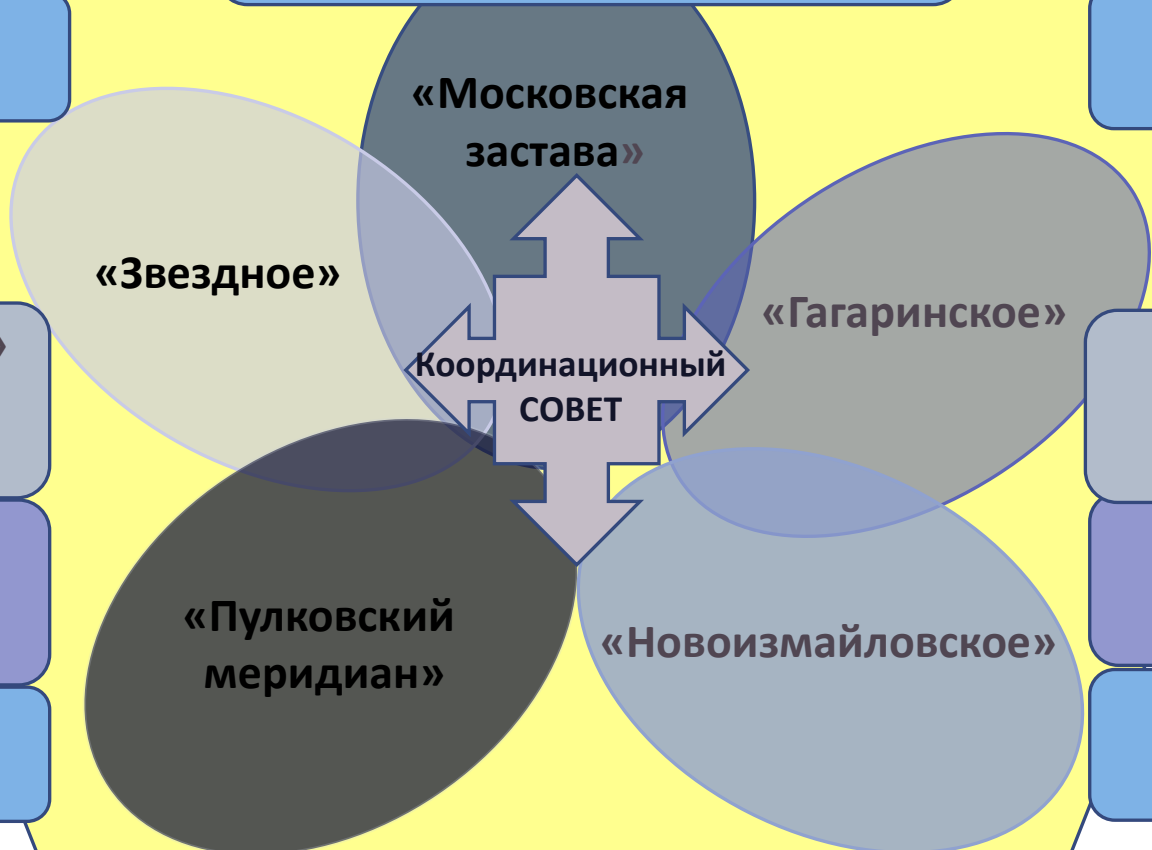 «Московская
застава»
«Звездное»
«Гагаринское»
»
Координационный
СОВЕТ
«Пулковский
меридиан»
«Новоизмайловское»